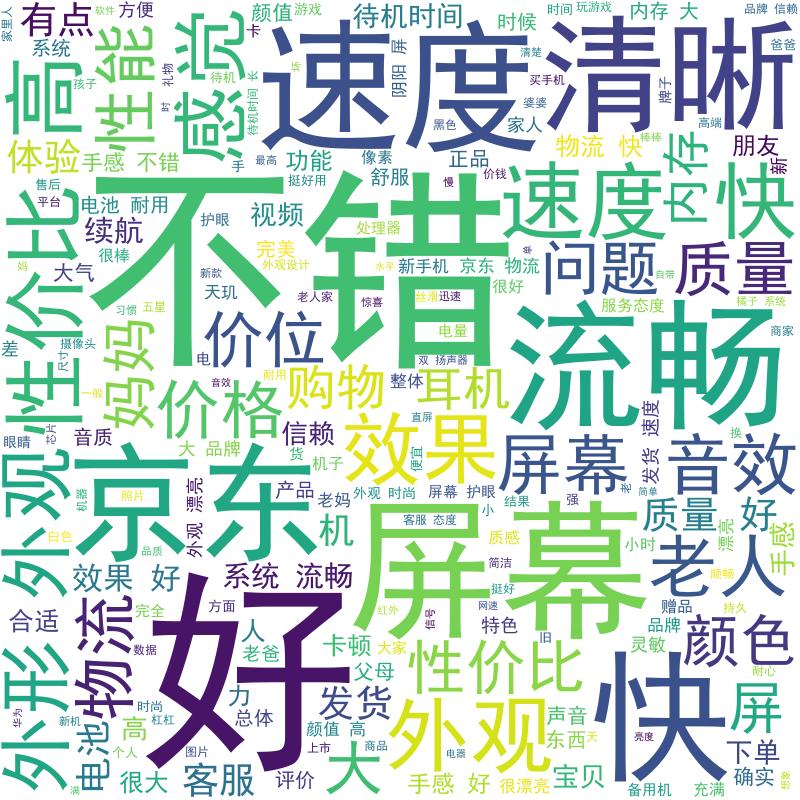 家里人
有点
软件
方便
颜值
游戏
待机时间
时候
时间
玩游戏
内存 大
品牌 信赖
系统
性能
卡
感觉
速度
清晰
高
孩子
礼物
待机
待机时间 长
阴阳 屏
清楚
买手机
牌子
爸爸
时
体验
手感 不错
手
最高
功能
黑色
婆婆
家人
高端
像素
正品
物流 快
棒棒
朋友
新
售后
平台
电池 耐用
挺好用
舒服
慢
价钱
速度
内存
快
性价比
不错
续航
护眼
视频
处理器
很棒
完美
大气
外观设计
新手机
京东 物流
水平
单
问题
质量
自带
妈
天玑
新款
很好
习惯
五星
老人家
惊喜
丝滑
迅速
服务态度
橘子 系统
差
摄像头
妈妈
价位
电量
流畅
商家
尺寸
电
双 扬声器
一般
价格
音效
耐用
购物
整体
耳机
直屏
眼睛
芯片
音质
信赖
效果
便宜
屏幕
发货 速度
换
音效
大 品牌
货
机子
外观
京东
机器
照片
外观 漂亮
产品
老妈
外观 时尚
屏幕 护眼
结果
强
老
简单
小
质量 好
白色
机
客服 态度
屏幕
质感
小时
漂亮
手感
品质
简洁
老人
顺畅
效果 好
系统 流畅
挺好
合适
物流
完全
方面
好
红外
信号
网速
赠品
持久
人
特色
旧
品牌
颜色
外形
数据
老爸
卡顿
大家
父母
性价比
灵敏
快
耐心
力
发货
外观
声音
屏
华为
新机
时尚
杠杠
总体
颜值 高
东西
天
亮度
下单
电池
高
个人
图片
上市
商品
电器
满
很大
客服
评价
大
手感 好
很漂亮
宝贝
备用机
充满
确实